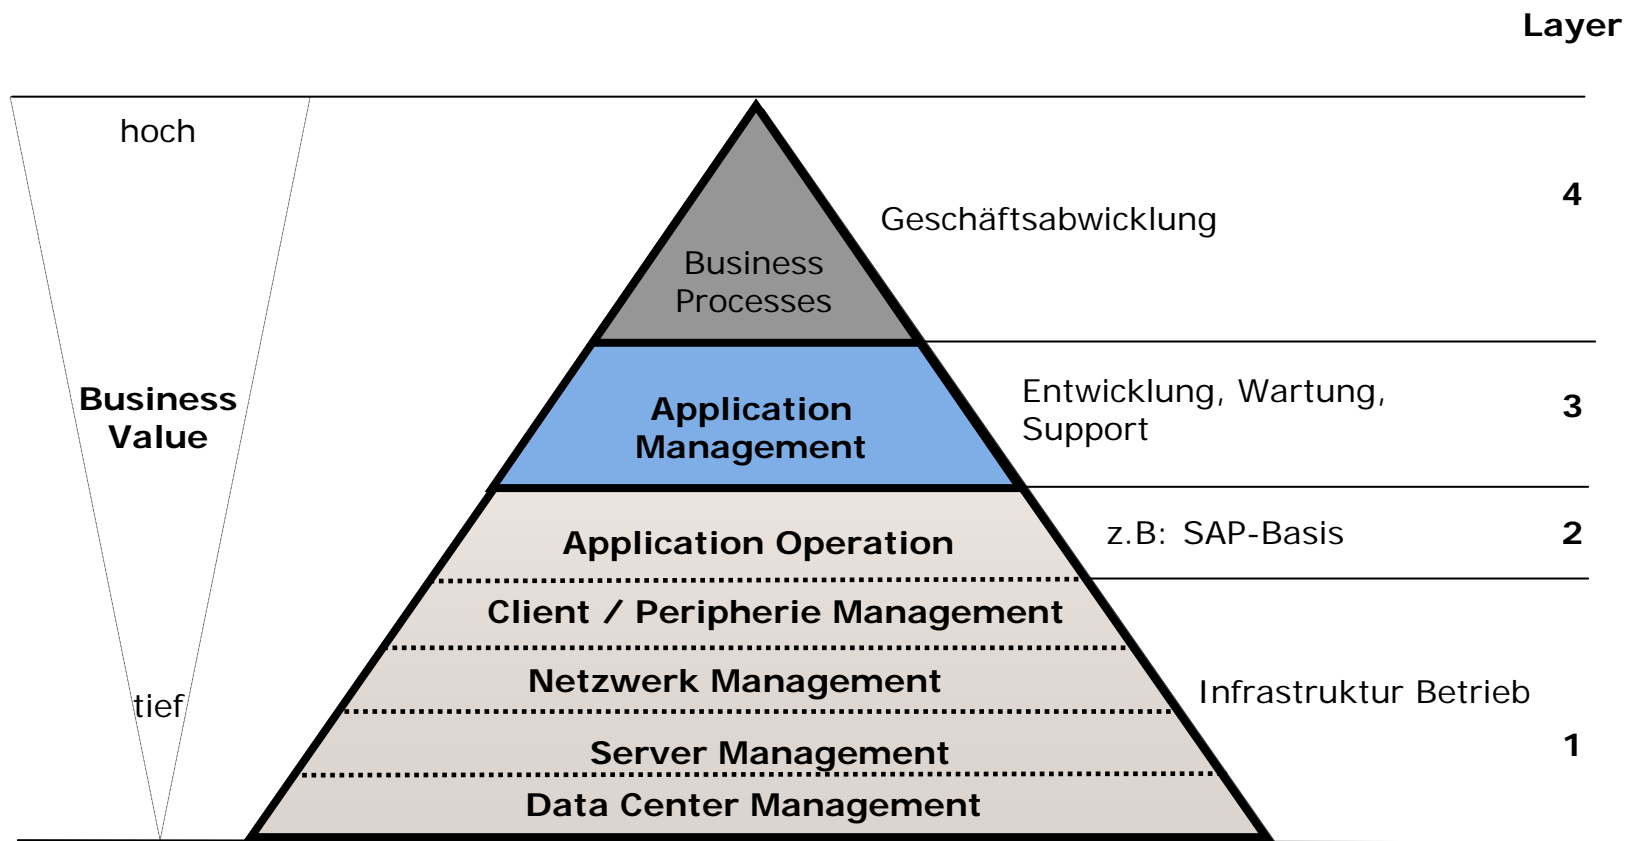 Layer
hoch
4
Geschäftsabwicklung
Business
Processes
Business
Value
Application
Management
Entwicklung, Wartung,
Support
3
Application Operation
z.B: SAP-Basis
2
Client / Peripherie Management
Netzwerk Management
Infrastruktur Betrieb
tief
1
Server Management
Data Center Management